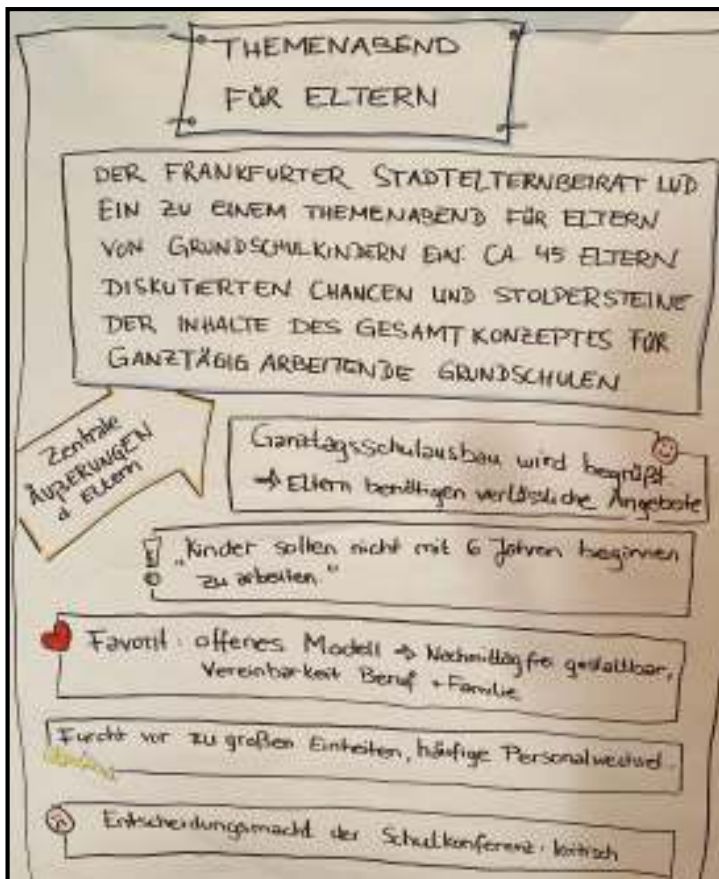 THEMENABEND
FÜR ELTERN
DER FRANKFURTER STADTELTERNBEIRAT LUD
EIN ZU EINEM THEMENABEND FÜR ELTERN
VON GRUNDSCHULKINDERN EIN. CA. 45 ELTERN
DISKUTIERTEN CHANCEN UND STOLPERSTEINE
DER INHALTE DES GESAMTKONZEPTES FÜR
GANZTÄGIG ARBEITENDE GRUNDSCHULEN
Zentrale
ÄUßERUNGEN
d Eltern
Ganztagsschulausbau wird begrüßt
→ Eltern benötigen verlässliche Angebote
„Kinder sollen nicht mit 6 Jahren beginnen
zu arbeiten."
Favorit: offenes Modell → Nachmittag frei gestaltbar,
Vereinbarkeit Beruf + Familie
Furcht vor zu großen Einheiten, häufige Personalwechsel
Entscheidungsmacht der Schulkonferenz: kritisch